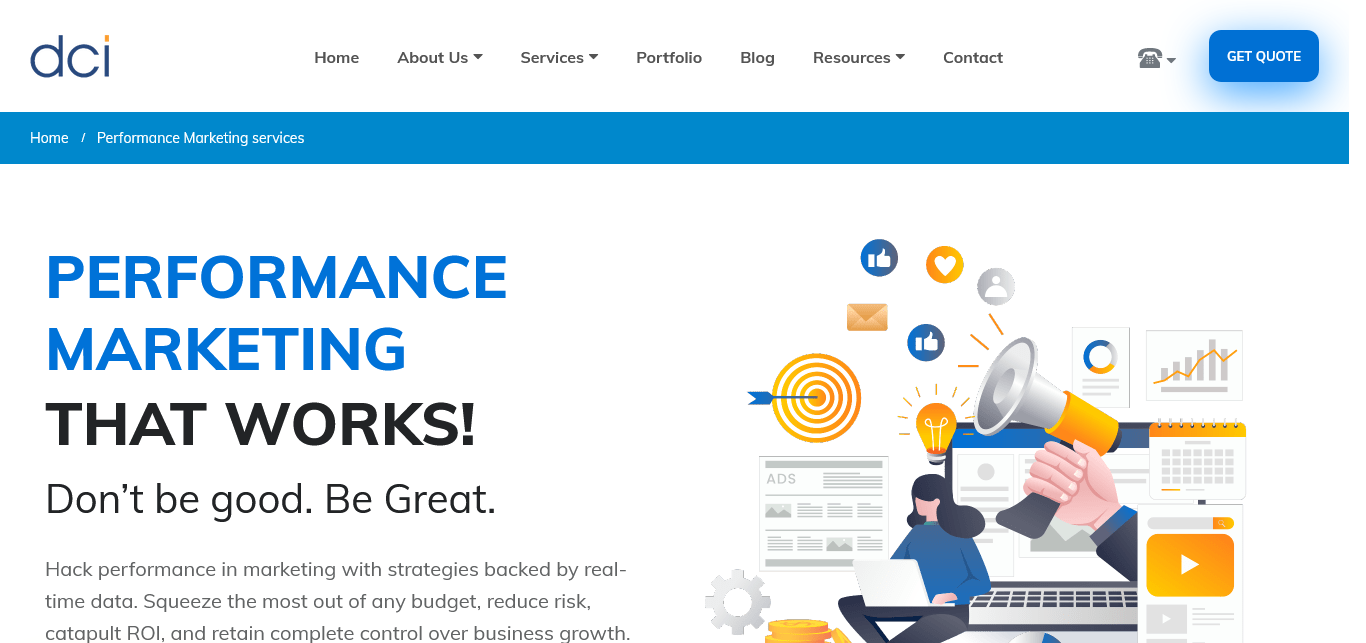 dci
Home About Us Services Portfolio Blog Resources Contact
GET QUOTE
Home / Performance Marketing services
PERFORMANCE
MARKETING
THAT WORKS!
Don’t be good. Be Great.
Hack performance in marketing with strategies backed by real-
time data. Squeeze the most out of any budget, reduce risk,
catapult ROI, and retain complete control over business growth.
ADS